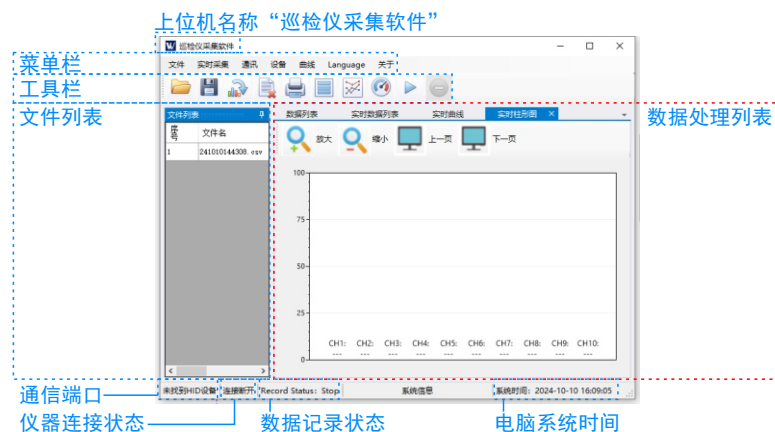 上位机名称“巡检仪采集软件”
巡检仪采集软件
菜单栏
文件 实时采集 通讯 设备 曲线 Language 关于
工具栏
文件列表
文件列表
数据列表 实时数据列表 实时曲线 实时柱形图
数据处理列表
序号 文件名
放大 缩小 上一页 下一页
1 241010144308.csv
100
75
50
25
0
CH1: CH2: CH3: CH4: CH5: CH6: CH7: CH8: CH9: CH10:
--- --- --- --- --- --- --- --- --- ---
通信端口
未找到HID设备 连接断开 Record Status: Stop 系统信息 系统时间: 2024-10-10 16:09:05
仪器连接状态
数据记录状态
电脑系统时间